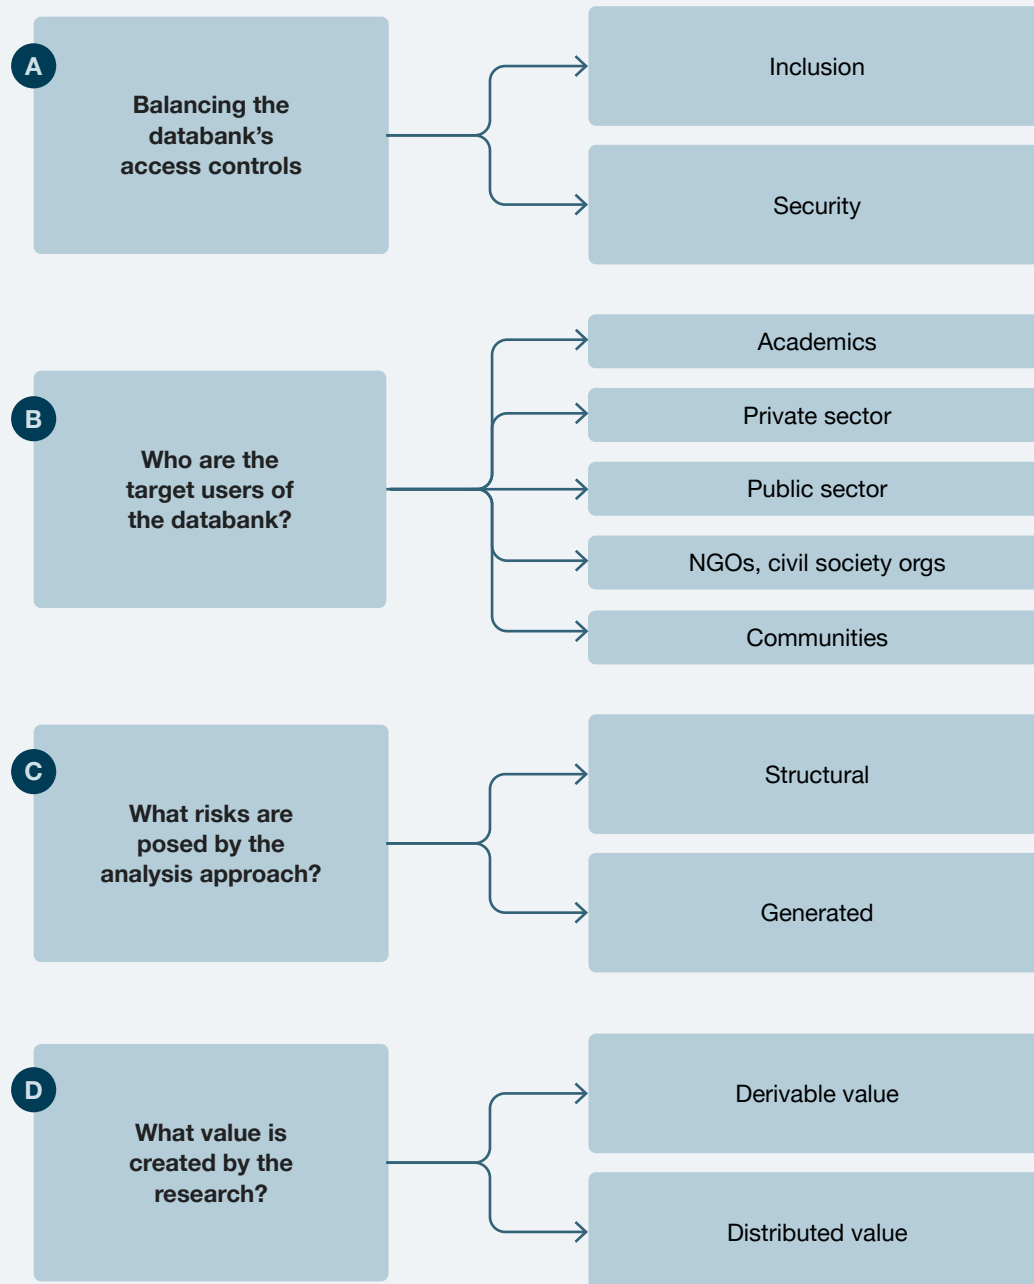 A
Balancing the
databank’s
access controls
Inclusion
Security
B
Who are the
target users of
the databank?
Academics
Private sector
Public sector
NGOs, civil society orgs
Communities
C
What risks are
posed by the
analysis approach?
Structural
Generated
D
What value is
created by the
research?
Derivable value
Distributed value